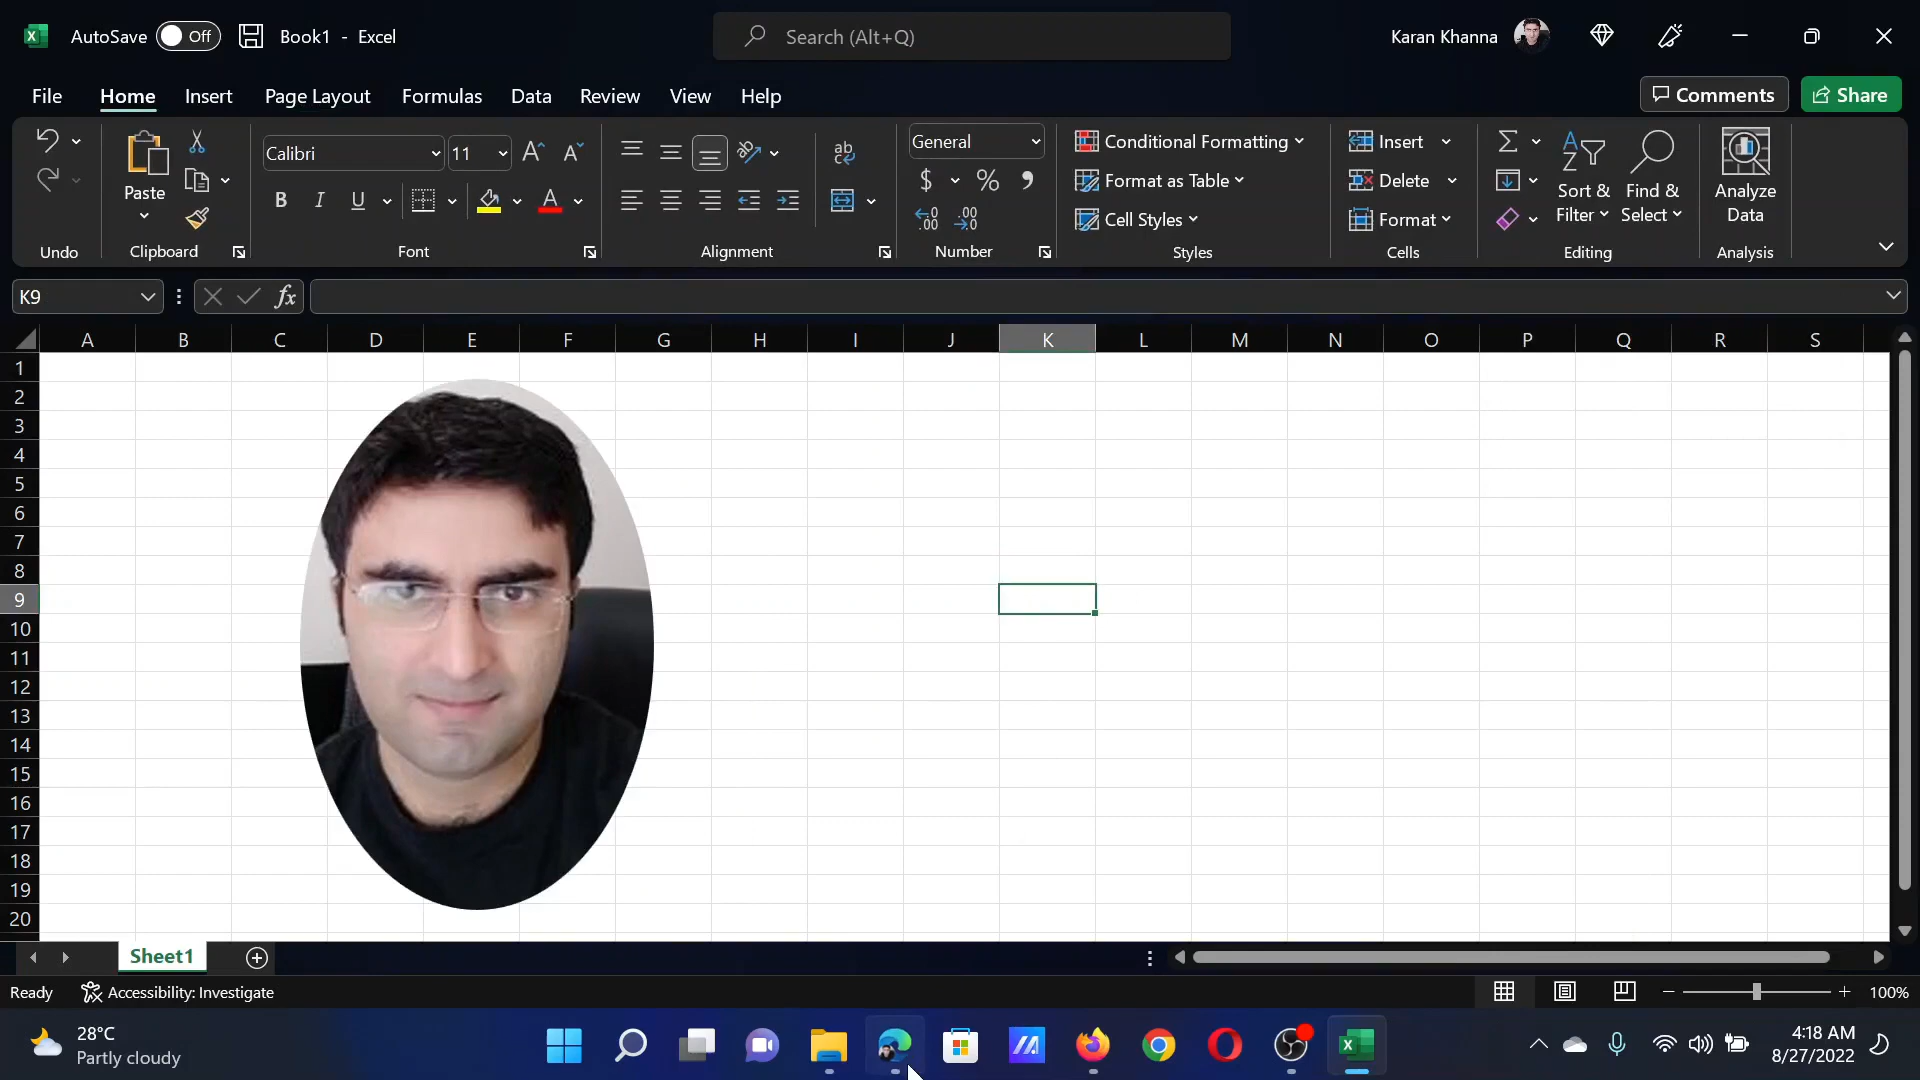 AutoSave Off Book1 - Excel Search (Alt+Q) Karan Khanna
File Home Insert Page Layout Formulas Data Review View Help Comments Share
Calibri 11 General Conditional Formatting Insert
Paste Format as Table Delete Sort & Filter Find & Select Analyze Data
B I U $ % Cell Styles Format
Undo Clipboard Font Alignment Number Styles Cells Editing Analysis
K9 fx
A B C D E F G H I J K L M N O P Q R S
1
2
3
4
5
6
7
8
9
10
11
12
13
14
15
16
17
18
19
20
Sheet1
Ready Accessibility: Investigate 100%
28°C 4:18 AM
Partly cloudy 8/27/2022